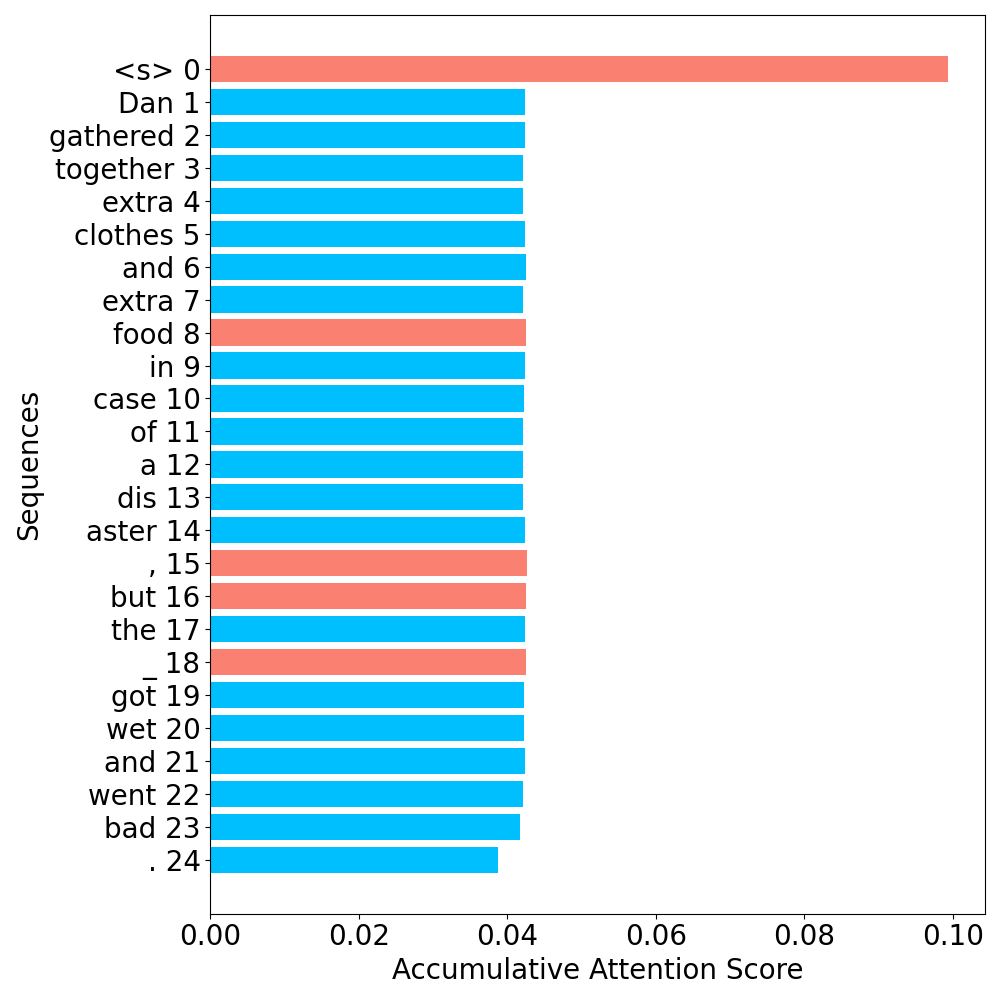 <s> 0
Dan 1
gathered 2
together 3
extra 4
clothes 5
and 6
extra 7
food 8
in 9
case 10
of 11
a 12
dis 13
aster 14
, 15
but 16
the 17
_ 18
got 19
wet 20
and 21
went 22
bad 23
. 24
Sequences
0.00 0.02 0.04 0.06 0.08 0.10
Accumulative Attention Score